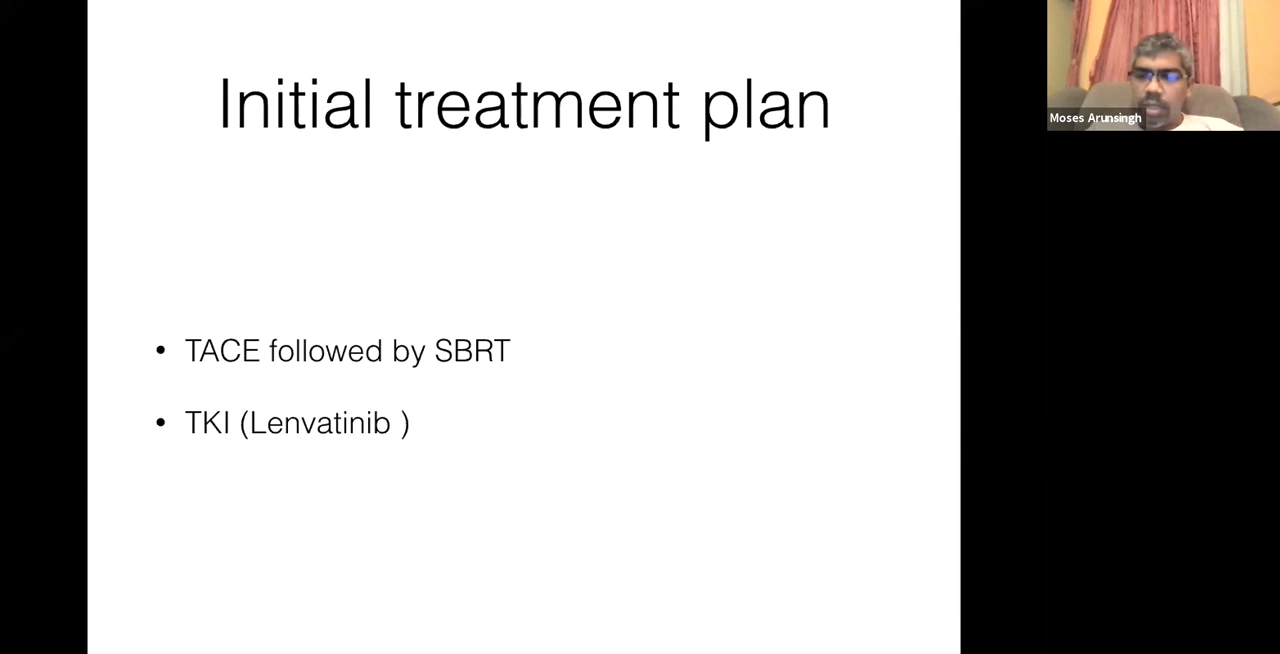 Initial treatment plan
• TACE followed by SBRT
• TKI (Lenvatinib )
Moses Arunsingh